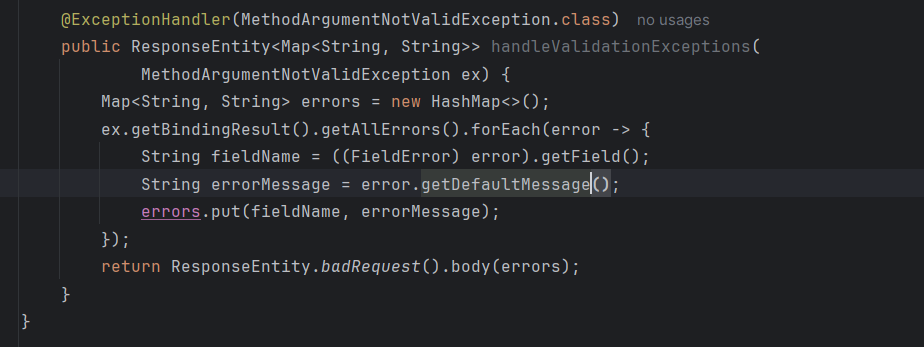 @ExceptionHandler(MethodArgumentNotValidException.class) no usages
public ResponseEntity<Map<String, String>> handleValidationExceptions(
MethodArgumentNotValidException ex) {
Map<String, String> errors = new HashMap<>();
ex.getBindingResult().getAllErrors().forEach(error -> {
String fieldName = ((FieldError) error).getField();
String errorMessage = error.getDefaultMessage();
errors.put(fieldName, errorMessage);
});
return ResponseEntity.badRequest().body(errors);
}
}